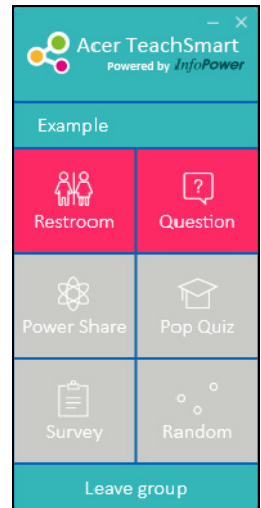 Acer TeachSmart
Powered by InfoPower
Example
Restroom Question
?
Power Share Pop Quiz
Survey Random
Leave group